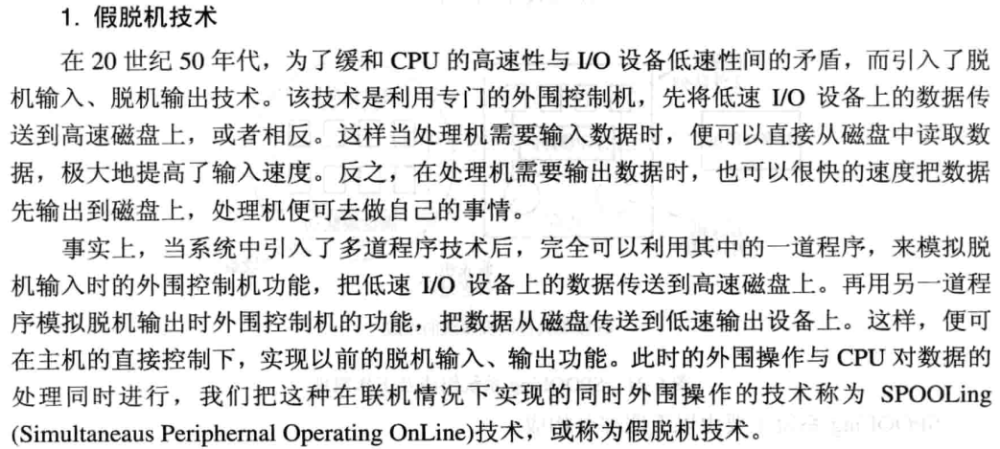 1. 假脱机技术
在 20 世纪 50 年代，为了缓和 CPU 的高速性与 I/O 设备低速性间的矛盾，而引入了脱
机输入、脱机输出技术。该技术是利用专门的外围控制机，先将低速 I/O 设备上的数据传
送到高速磁盘上，或者相反。这样当处理机需要输入数据时，便可以直接从磁盘中读取数
据，极大地提高了输入速度。反之，在处理机需要输出数据时，也可以很快的速度把数据
先输出到磁盘上，处理机便可去做自己的事情。
事实上，当系统中引入了多道程序技术后，完全可以利用其中的一道程序，来模拟脱
机输入时的外围控制机功能，把低速 I/O 设备上的数据传送到高速磁盘上。再用另一道程
序模拟脱机输出时外围控制机的功能，把数据从磁盘传送到低速输出设备上。这样，便可
在主机的直接控制下，实现以前的脱机输入、输出功能。此时的外围操作与 CPU 对数据的
处理同时进行，我们把这种在联机情况下实现的同时外围操作的技术称为 SPOOLing
(Simultaneaus Periphernal Operating OnLine)技术，或称为假脱机技术。